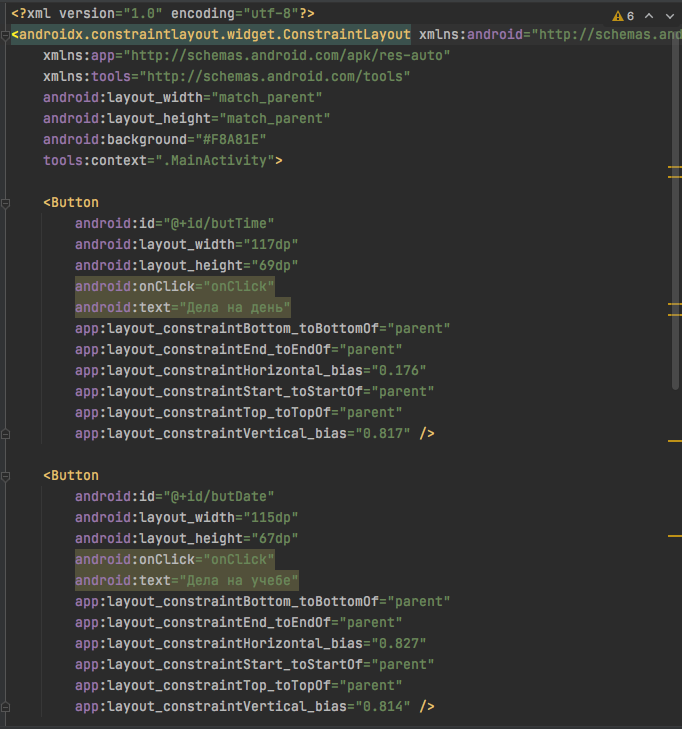 <?xml version="1.0" encoding="utf-8"?>
6
<androidx.constraintlayout.widget.ConstraintLayout xmlns:android="http://schemas.and
    xmlns:app="http://schemas.android.com/apk/res-auto"
    xmlns:tools="http://schemas.android.com/tools"
    android:layout_width="match_parent"
    android:layout_height="match_parent"
    android:background="#F8A81E"
    tools:context=".MainActivity">

    <Button
        android:id="@+id/butTime"
        android:layout_width="117dp"
        android:layout_height="69dp"
        android:onClick="onClick"
        android:text="Дела на день"
        app:layout_constraintBottom_toBottomOf="parent"
        app:layout_constraintEnd_toEndOf="parent"
        app:layout_constraintHorizontal_bias="0.176"
        app:layout_constraintStart_toStartOf="parent"
        app:layout_constraintTop_toTopOf="parent"
        app:layout_constraintVertical_bias="0.817" />

    <Button
        android:id="@+id/butDate"
        android:layout_width="115dp"
        android:layout_height="67dp"
        android:onClick="onClick"
        android:text="Дела на учебе"
        app:layout_constraintBottom_toBottomOf="parent"
        app:layout_constraintEnd_toEndOf="parent"
        app:layout_constraintHorizontal_bias="0.827"
        app:layout_constraintStart_toStartOf="parent"
        app:layout_constraintTop_toTopOf="parent"
        app:layout_constraintVertical_bias="0.814" />